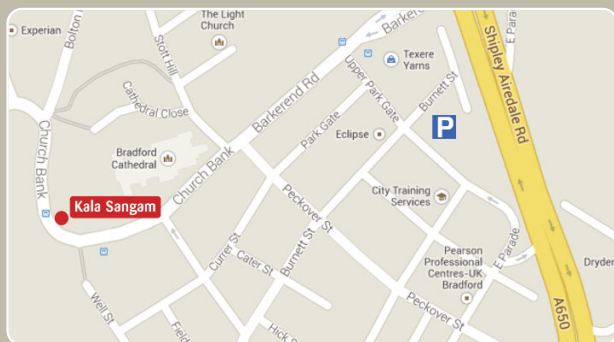 Experian
Bolton
The Light
Church
Stott Hill
Barkerend
Texere
Yarns
E Parade
Shipley Airedale Rd
Cathedral Close
Barkerend Rd
Upper Park Gate
Burnett St
Park Gate
Eclipse
P
Church Bank
Bradford
Cathedral
Church Bank
Kala Sangam
Peckover St
City Training
Services
Currer St
Cater St
Burnett St
Peckover St
E Parade
Pearson
Professional
Centres-UK
Bradford
Dryden
Well St
Field
Hick S
A650